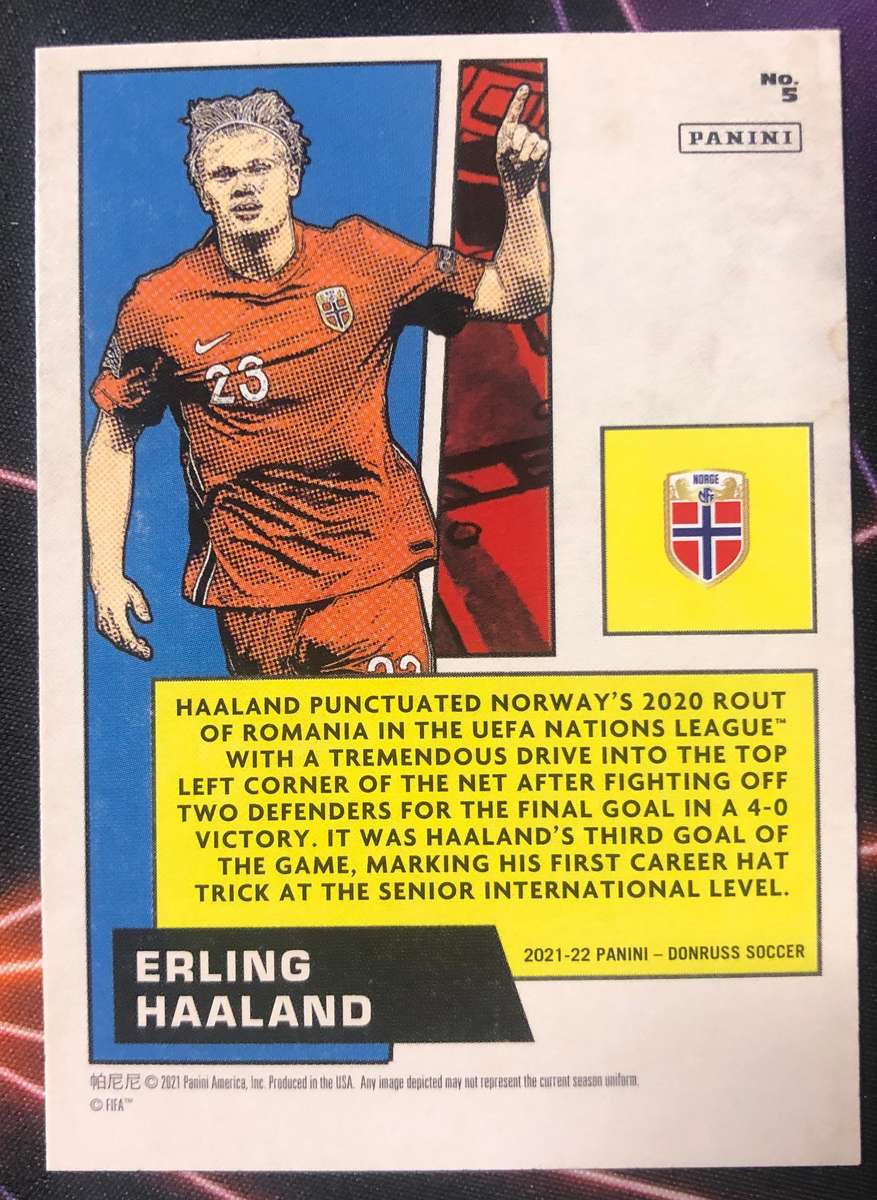 No.
5
PANINI
23
NORGE
NFF
23
HAALAND PUNCTUATED NORWAY'S 2020 ROUT
OF ROMANIA IN THE UEFA NATIONS LEAGUE™
WITH A TREMENDOUS DRIVE INTO THE TOP
LEFT CORNER OF THE NET AFTER FIGHTING OFF
TWO DEFENDERS FOR THE FINAL GOAL IN A 4-0
VICTORY. IT WAS HAALAND'S THIRD GOAL OF
THE GAME, MARKING HIS FIRST CAREER HAT
TRICK AT THE SENIOR INTERNATIONAL LEVEL.
2021-22 PANINI – DONRUSS SOCCER
ERLING
HAALAND
帕尼尼 © 2021 Panini America, Inc. Produced in the USA. Any image depicted may not represent the current season uniform.
© FIFA™